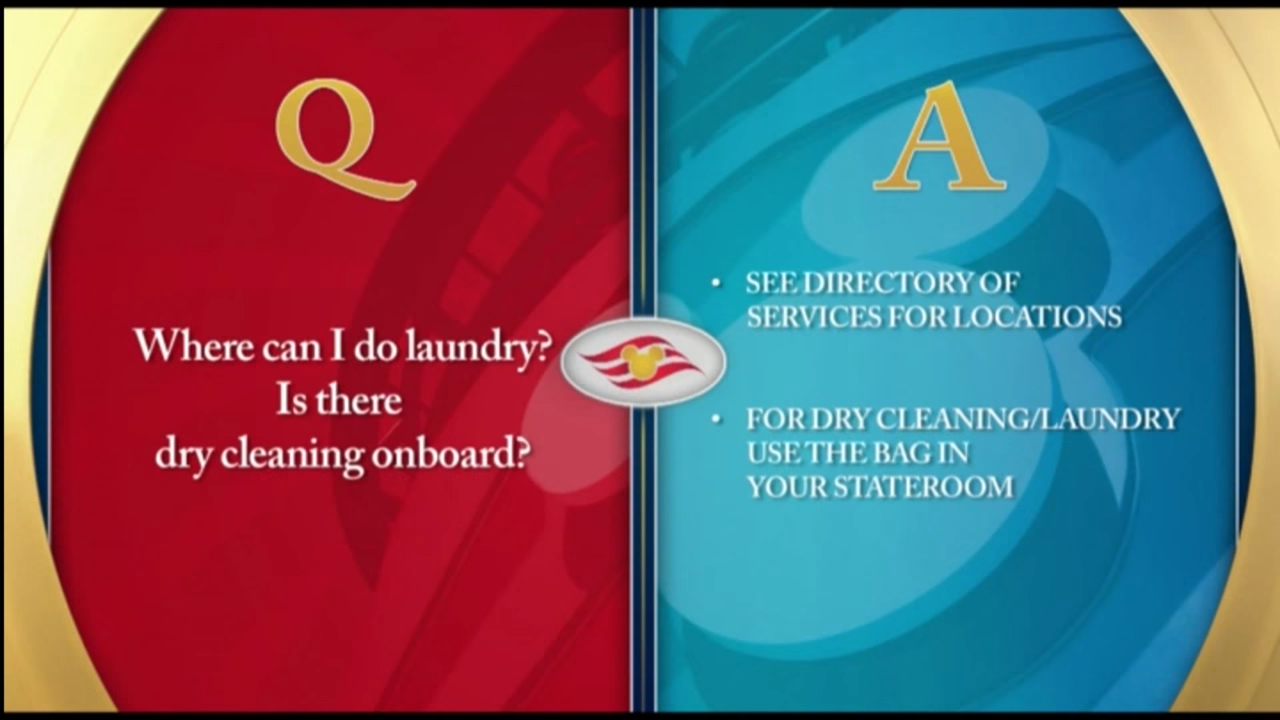 Q
Where can I do laundry?
Is there
dry cleaning onboard?
A
• SEE DIRECTORY OF
SERVICES FOR LOCATIONS
• FOR DRY CLEANING/LAUNDRY
USE THE BAG IN
YOUR STATEROOM